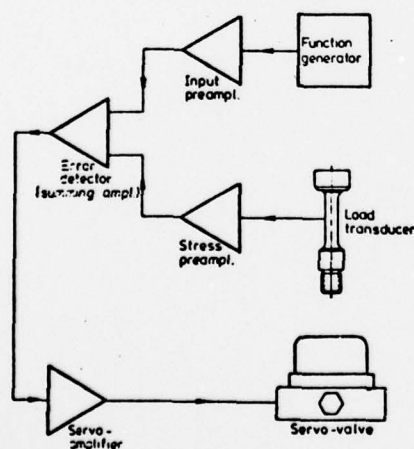 Function
generator
Input
preampl.
Error
detector
(summing ampl.)
Stress
preampl.
Load
transducer
Servo-
amplifier
Servo-valve